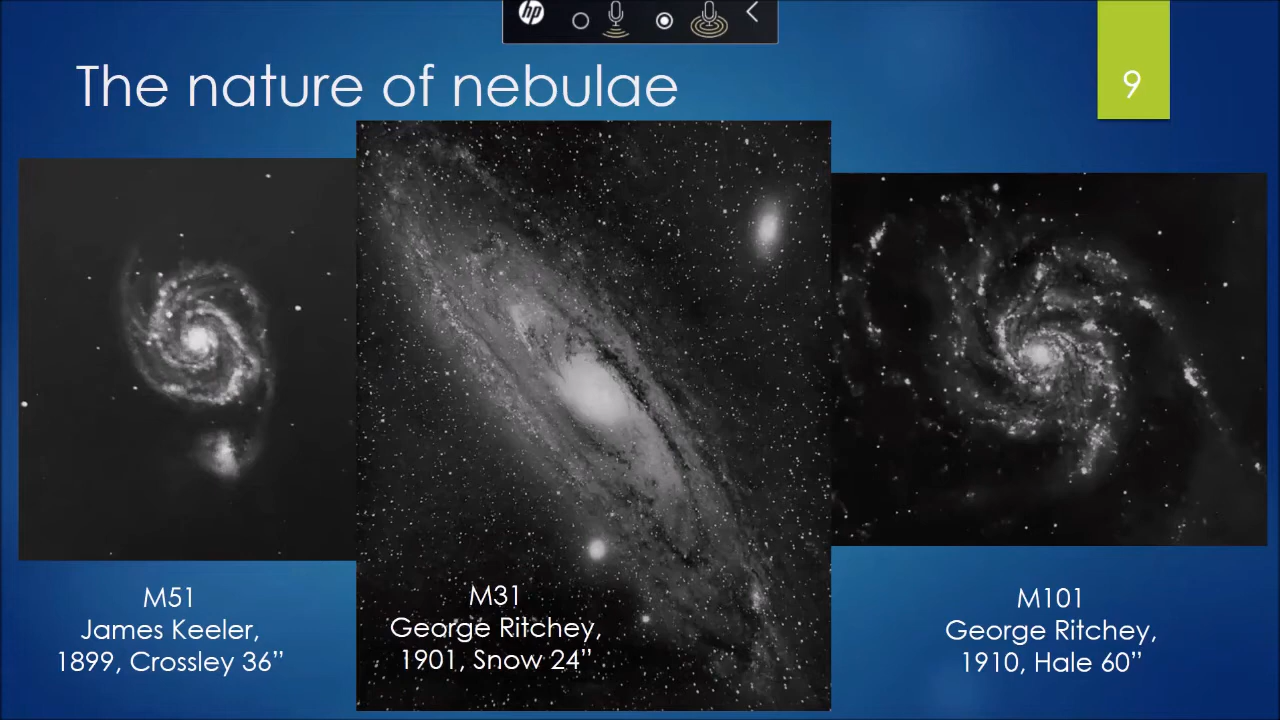 hp
The nature of nebulae
9
M51
James Keeler,
1899, Crossley 36”
M31
George Ritchey,
1901, Snow 24”
M101
George Ritchey,
1910, Hale 60”